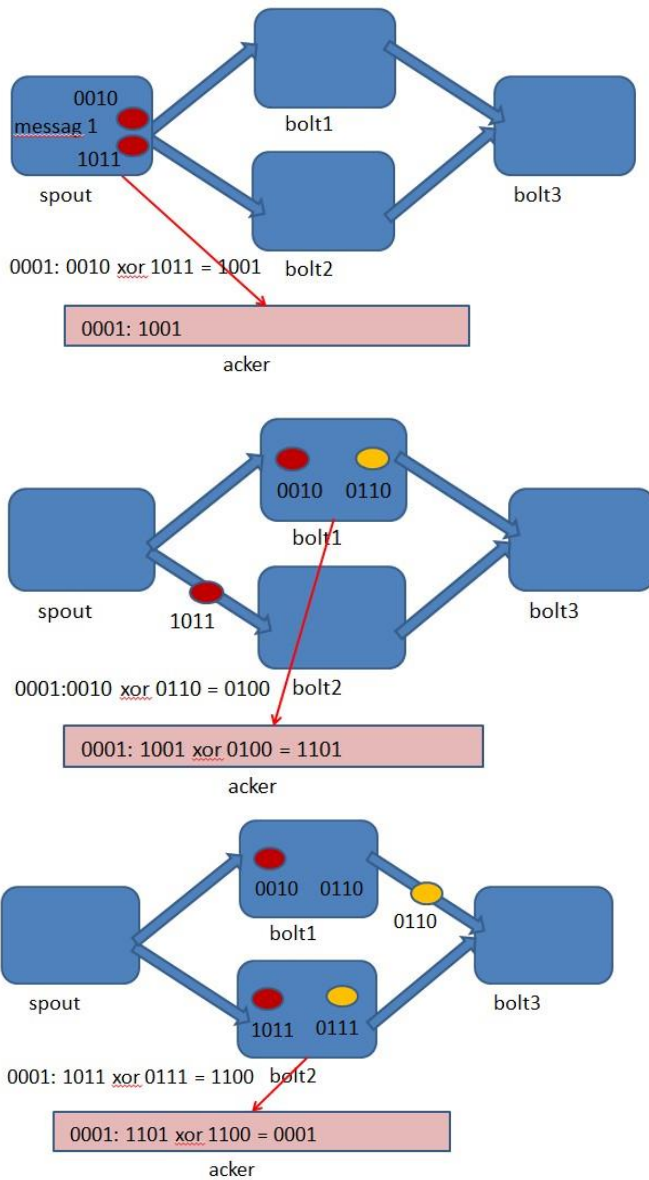 0010
messag 1
1011
spout
bolt1
bolt2
bolt3
0001: 0010 xor 1011 = 1001
0001: 1001
acker
0010 0110
bolt1
spout
1011
bolt3
0001:0010 xor 0110 = 0100
bolt2
0001: 1001 xor 0100 = 1101
acker
0010 0110
bolt1
0110
spout
bolt3
1011 0111
0001: 1011 xor 0111 = 1100
bolt2
0001: 1101 xor 1100 = 0001
acker